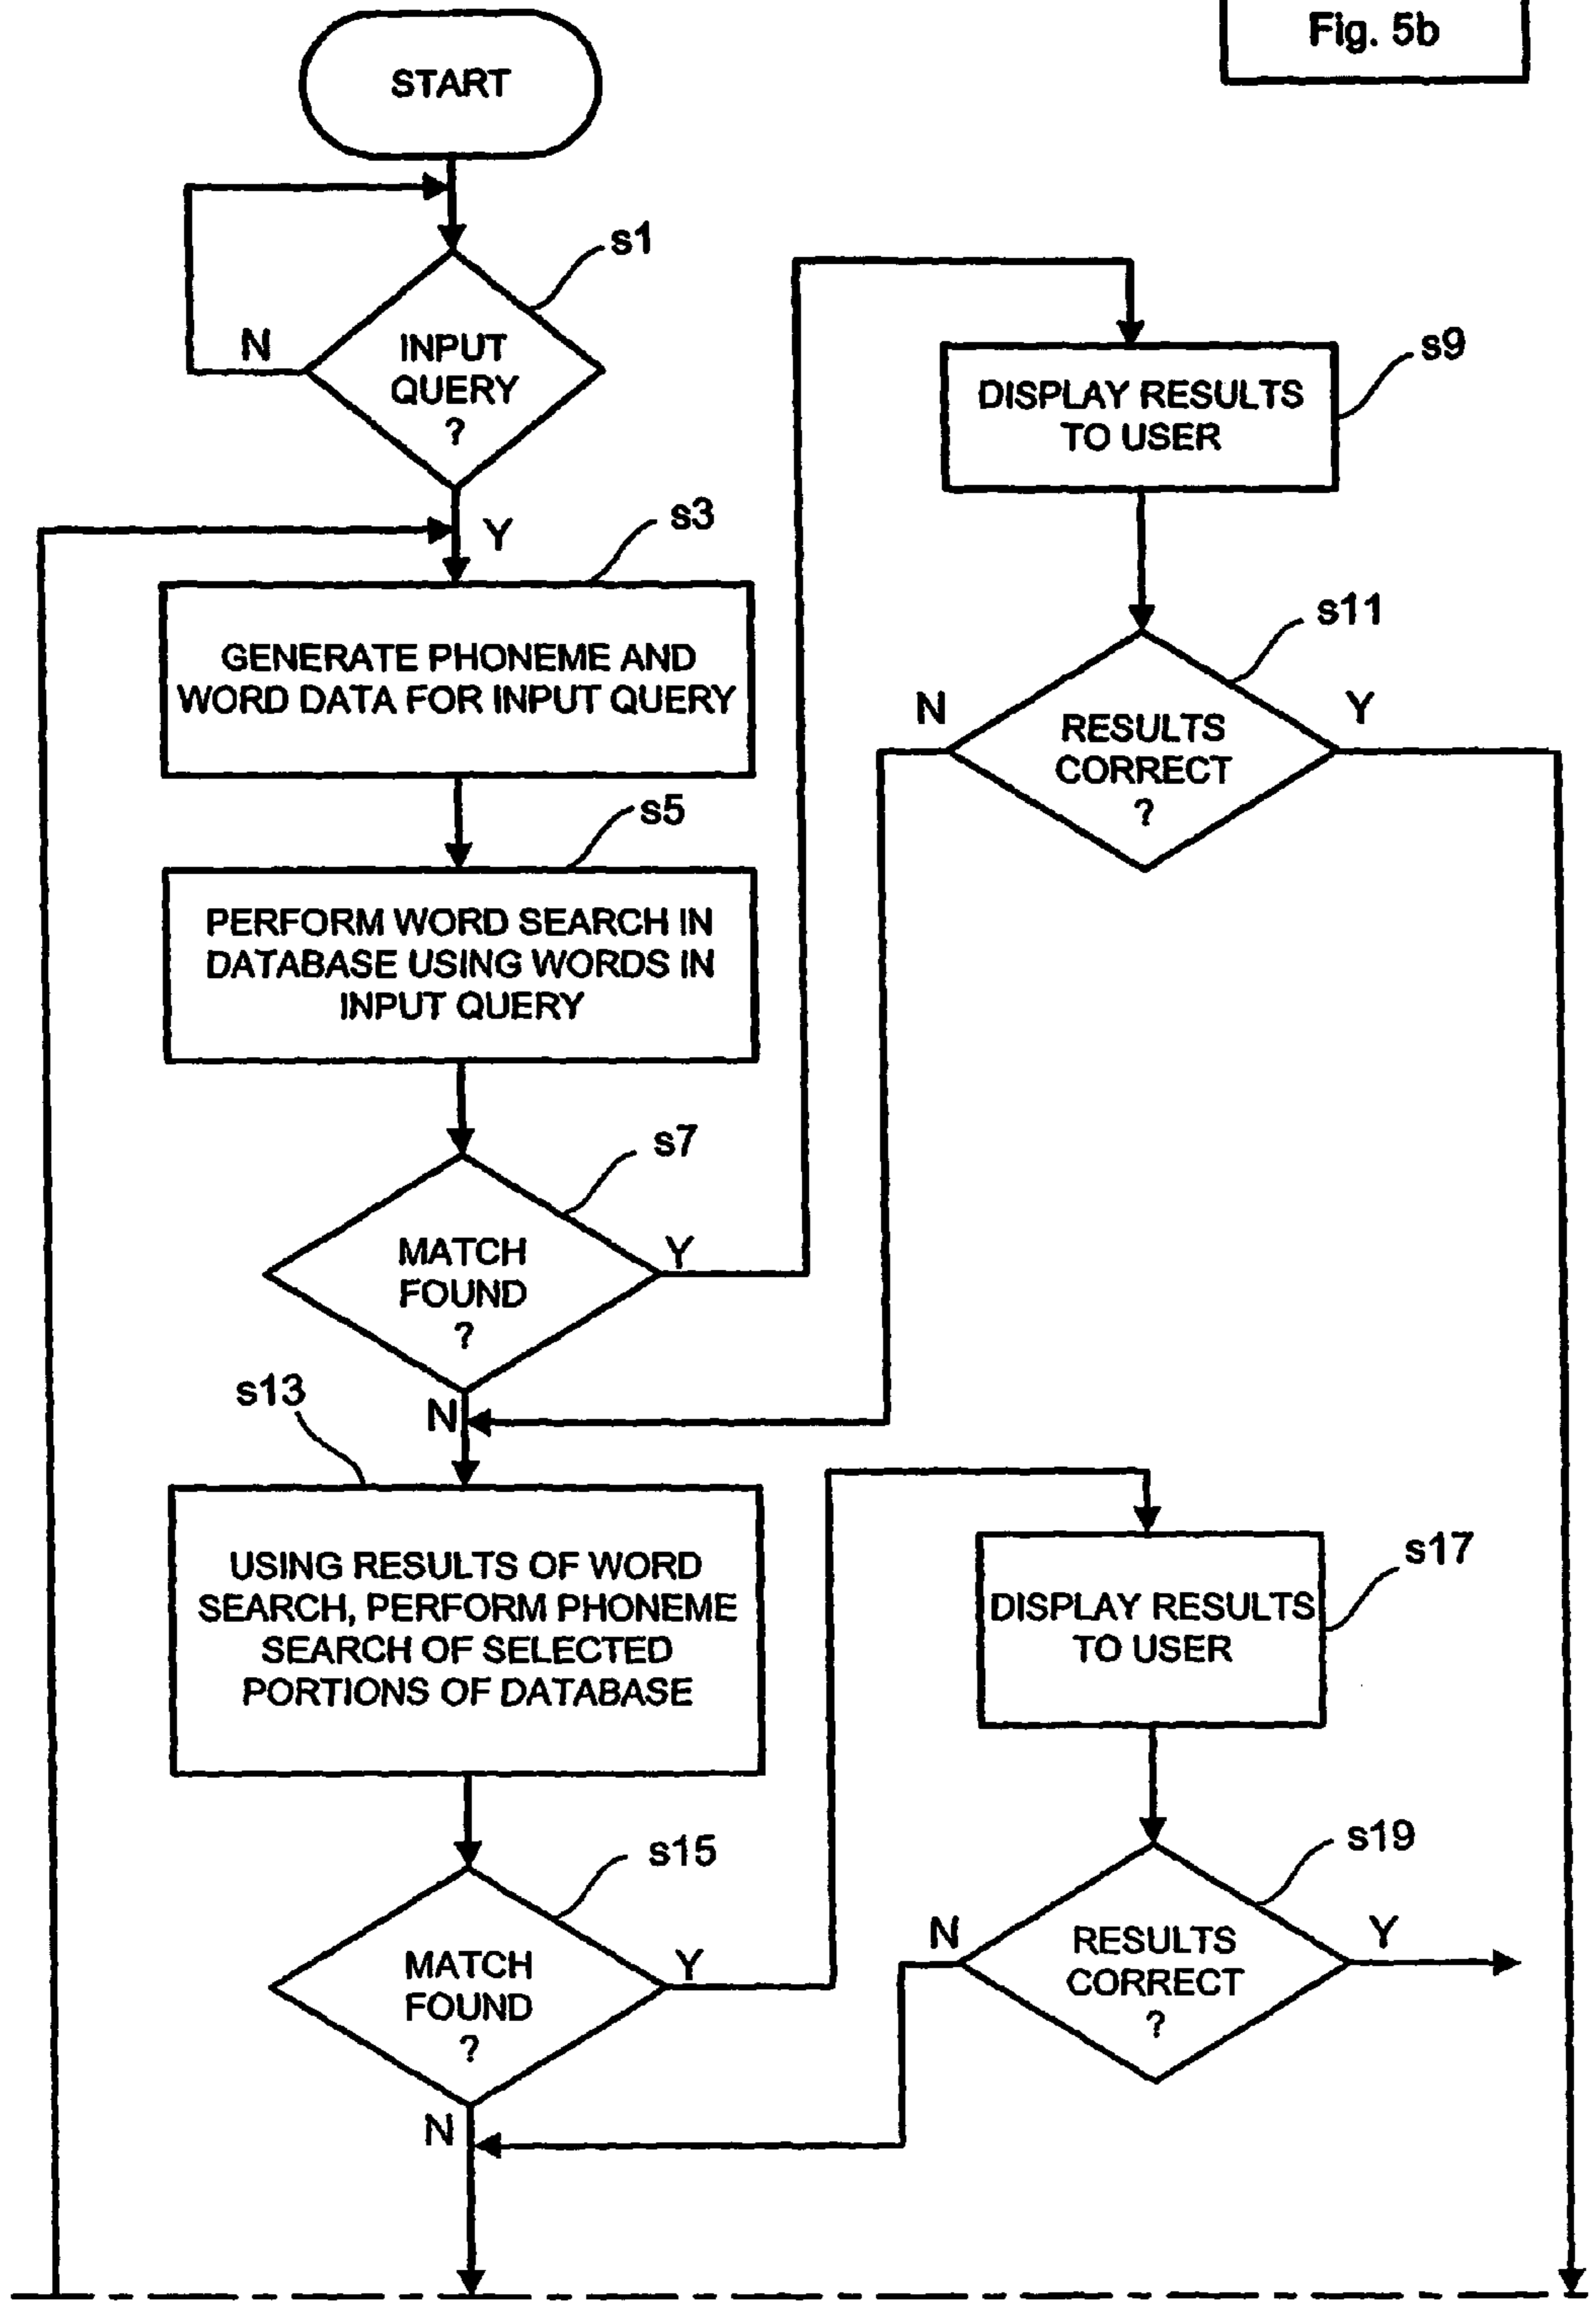 Fig. 5b
START
s1
N
INPUT
QUERY
?
Y
s3
GENERATE PHONEME AND
WORD DATA FOR INPUT QUERY
s5
PERFORM WORD SEARCH IN
DATABASE USING WORDS IN
INPUT QUERY
s7
MATCH
FOUND
?
Y
N
s9
DISPLAY RESULTS
TO USER
s11
N
Y
RESULTS
CORRECT
?
s13
USING RESULTS OF WORD
SEARCH, PERFORM PHONEME
SEARCH OF SELECTED
PORTIONS OF DATABASE
s15
MATCH
FOUND
?
Y
N
s17
DISPLAY RESULTS
TO USER
s19
N
Y
RESULTS
CORRECT
?